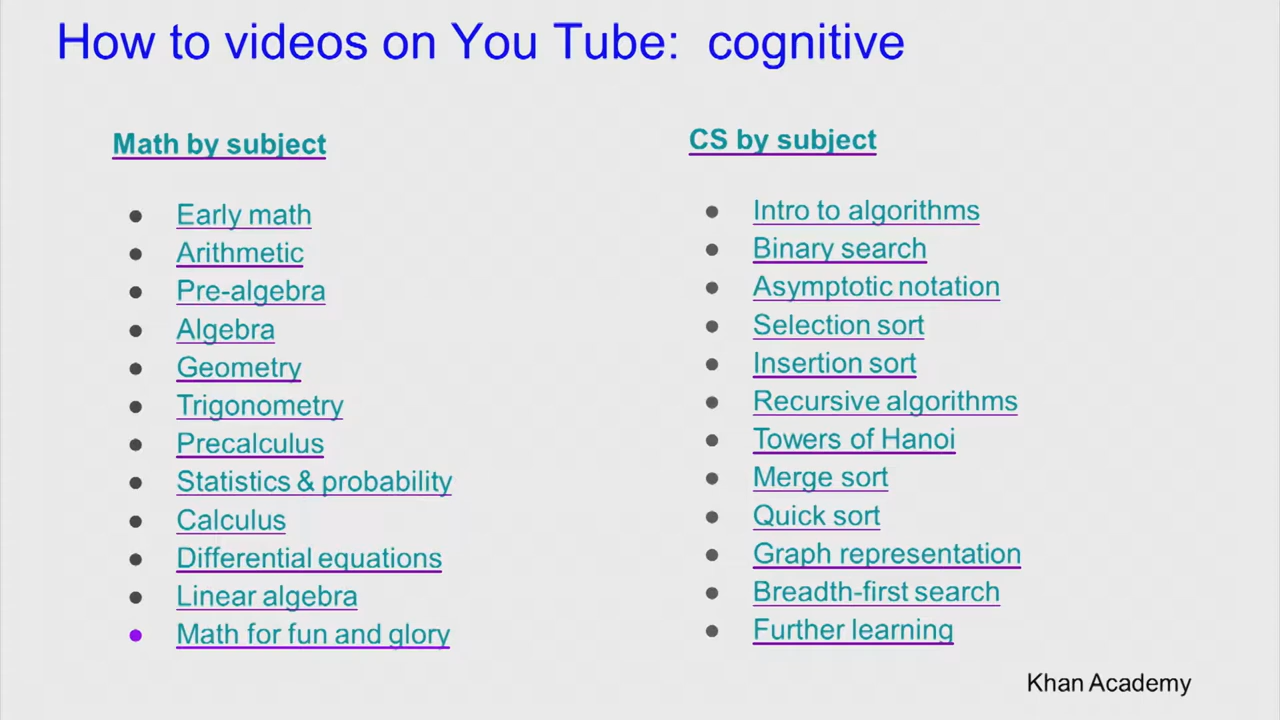 How to videos on You Tube: cognitive
Math by subject
Early math
Arithmetic
Pre-algebra
Algebra
Geometry
Trigonometry
Precalculus
Statistics & probability
Calculus
Differential equations
Linear algebra
Math for fun and glory
CS by subject
Intro to algorithms
Binary search
Asymptotic notation
Selection sort
Insertion sort
Recursive algorithms
Towers of Hanoi
Merge sort
Quick sort
Graph representation
Breadth-first search
Further learning
Khan Academy